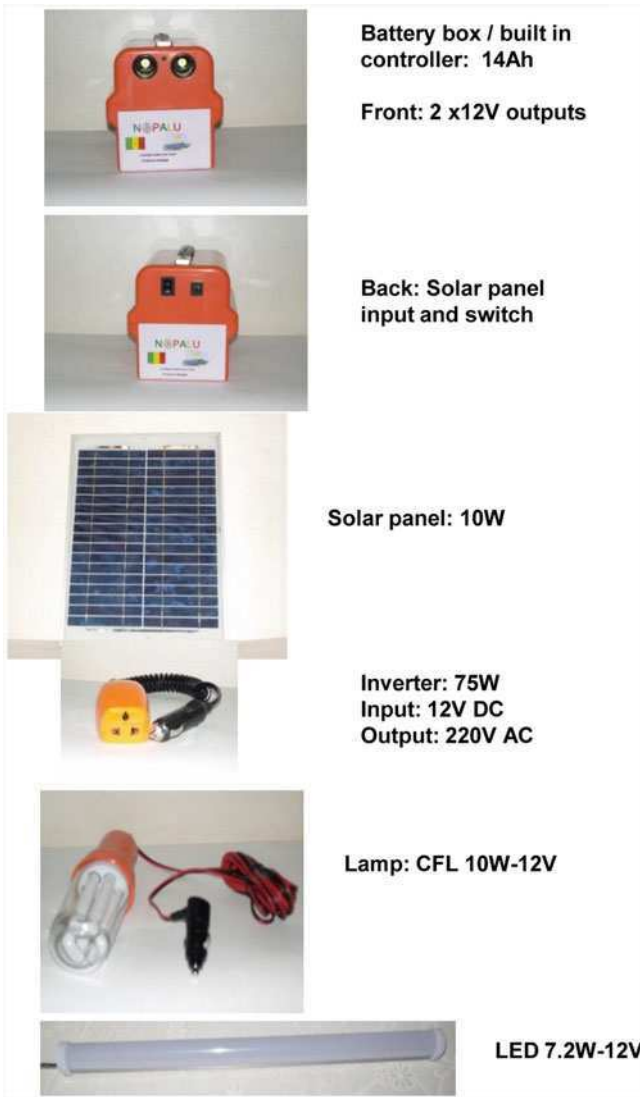 Battery box / built in
controller: 14Ah
Front: 2 x12V outputs
NOPALU
Back: Solar panel
input and switch
NOPALU
Solar panel: 10W
Inverter: 75W
Input: 12V DC
Output: 220V AC
Lamp: CFL 10W-12V
LED 7.2W-12V